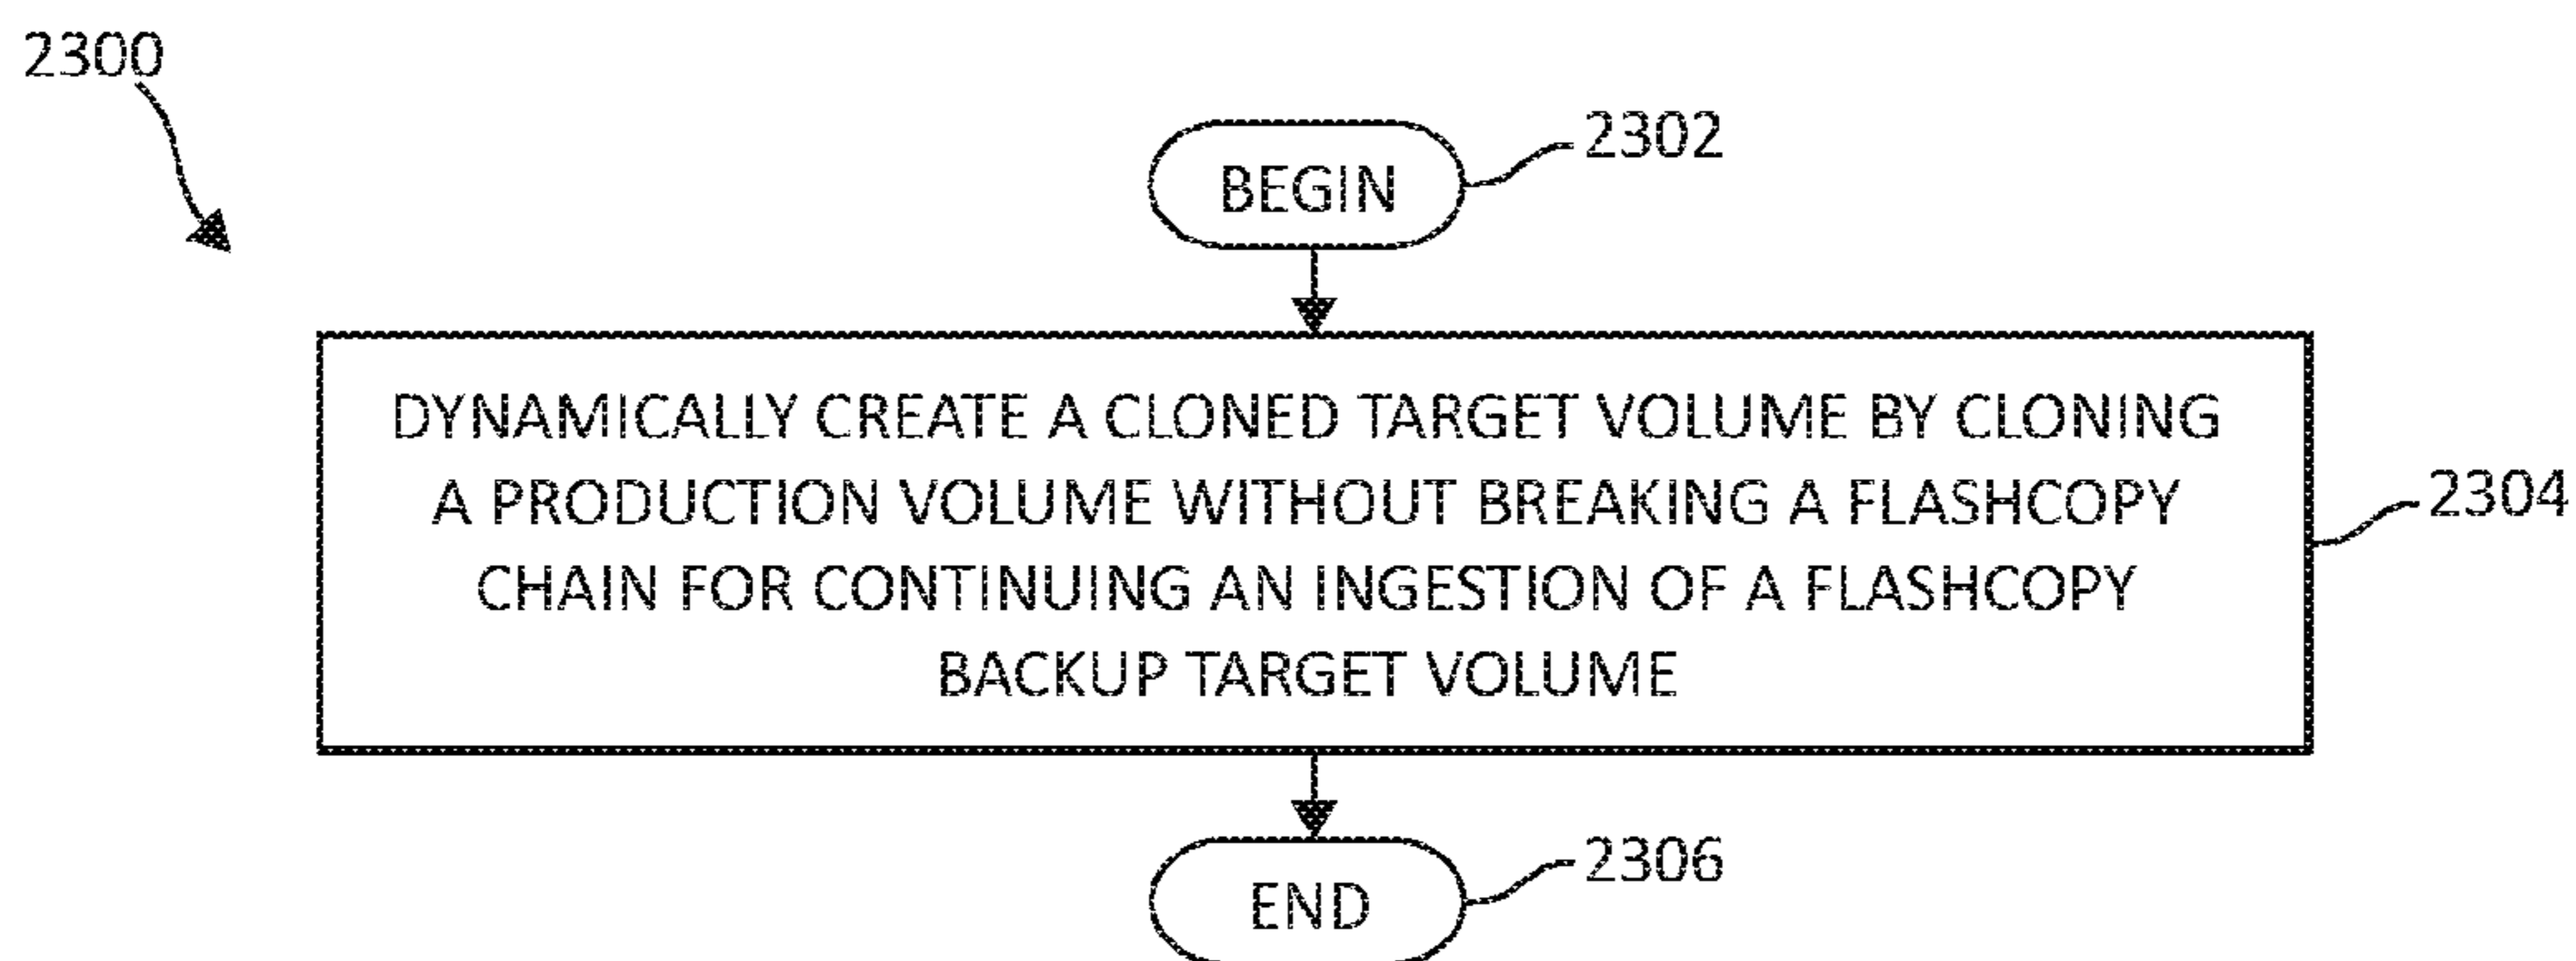 2300
2302
BEGIN
DYNAMICALLY CREATE A CLONED TARGET VOLUME BY CLONING
A PRODUCTION VOLUME WITHOUT BREAKING A FLASHCOPY
CHAIN FOR CONTINUING AN INGESTION OF A FLASHCOPY
BACKUP TARGET VOLUME
2304
2306
END